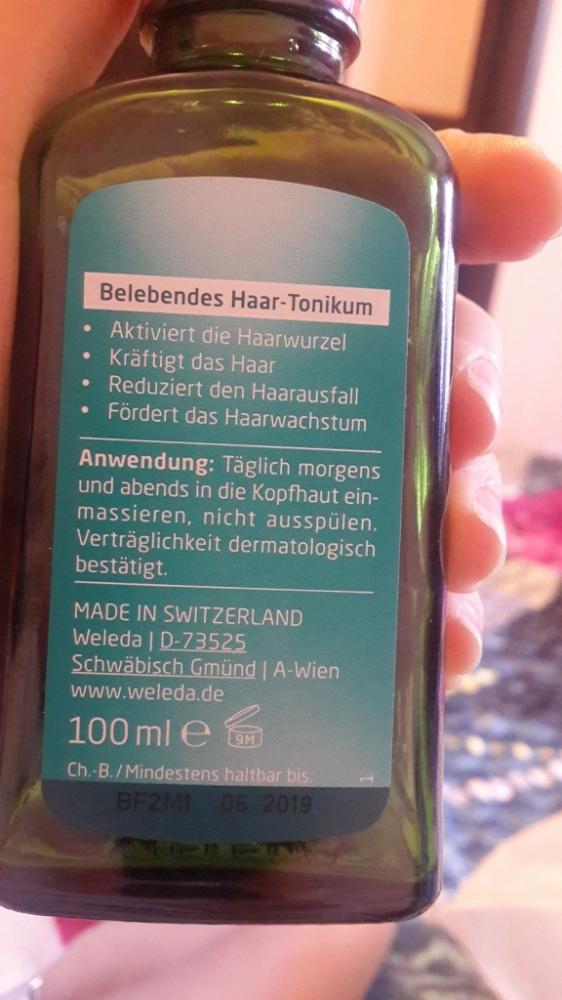 Belebendes Haar-Tonikum
• Aktiviert die Haarwurzel
• Kräftigt das Haar
• Reduziert den Haarausfall
• Fördert das Haarwachstum
Anwendung: Täglich morgens
und abends in die Kopfhaut ein-
massieren, nicht ausspülen.
Verträglichkeit dermatologisch
bestätigt.
MADE IN SWITZERLAND
Weleda | D-73525
Schwäbisch Gmünd | A-Wien
www.weleda.de
100 ml e 9M
Ch.-B./Mindestens haltbar bis: 1
BF2M1 06 2019